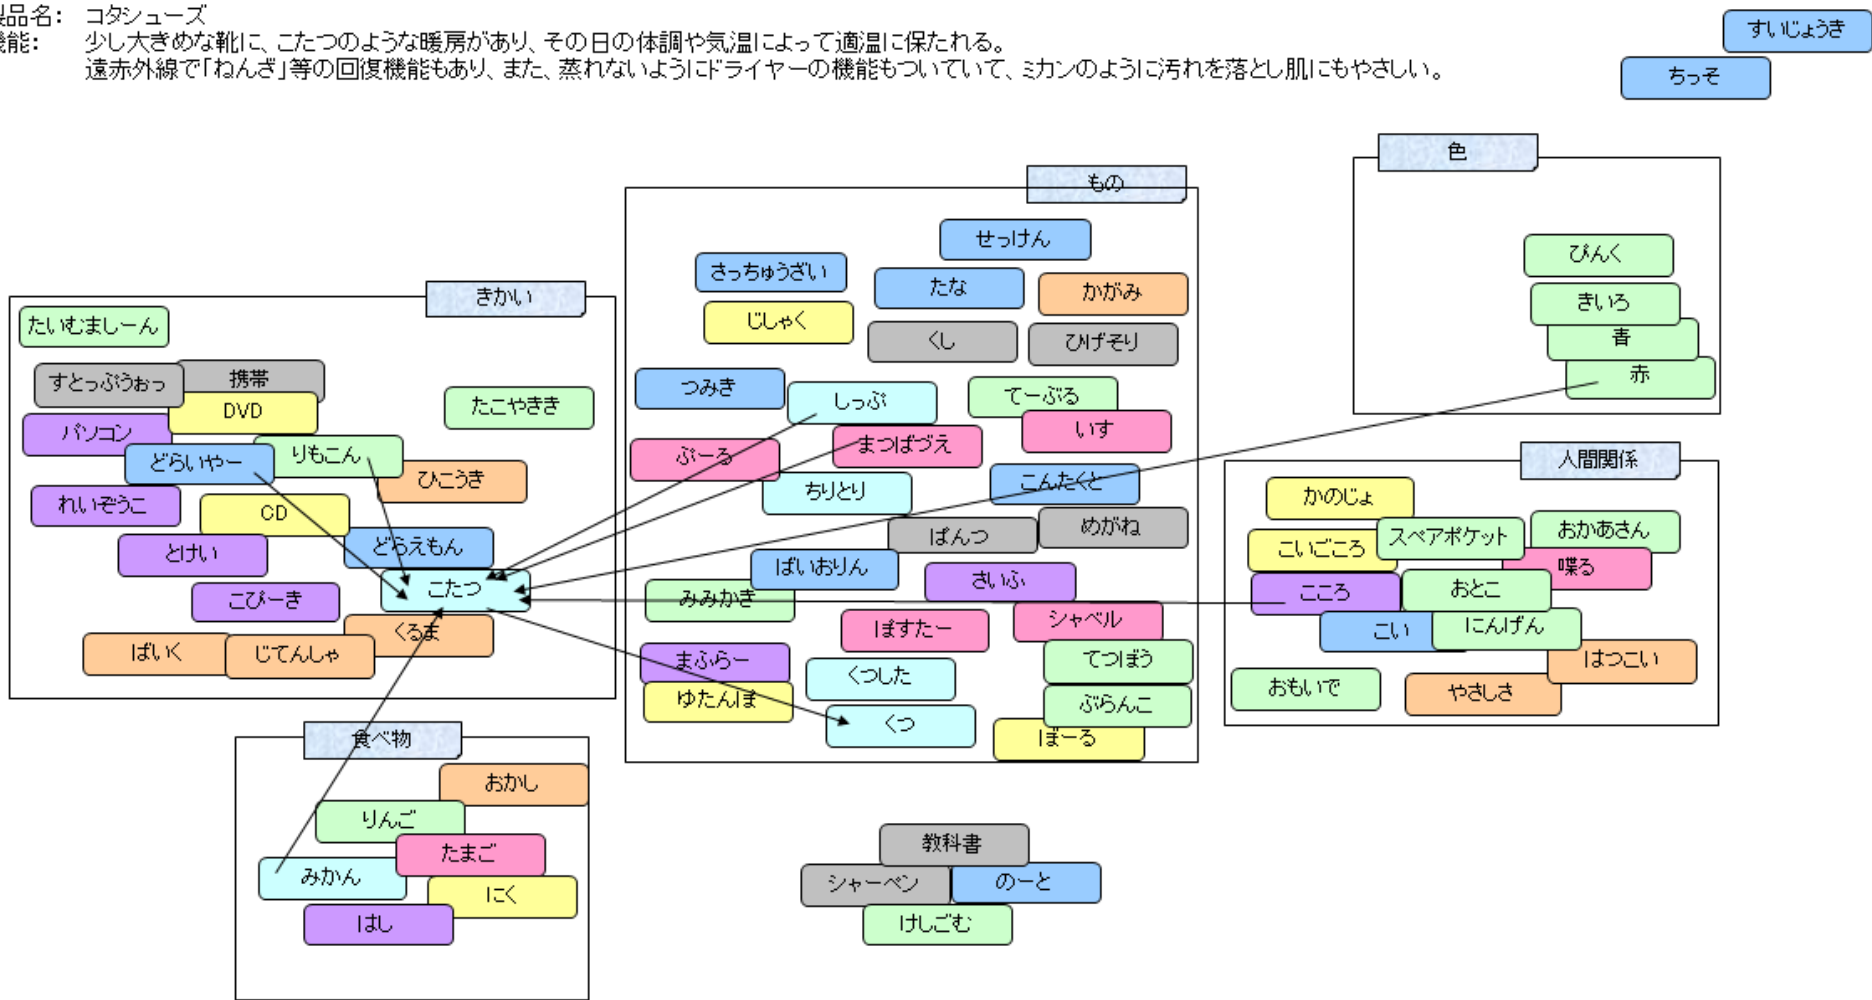 製品名： コタシューズ
機能： 少し大きめな靴に、こたつのような暖房があり、その日の体調や気温によって適温に保たれる。
遠赤外線で「ねんざ」等の回復機能もあり、また、蒸れないようにドライヤーの機能もついていて、ミカンのように汚れを落とし肌にもやさしい。
すいじょうき
ちっそ
きかい
たいむましーん
すとっぷうぉっ
携帯
DVD
たこやきき
パソコン
どらいやー
りもこん
ひこうき
れいぞうこ
CD
とけい
どらえもん
こたつ
こぴーき
くるま
ばいく
じてんしゃ
もの
せっけん
さっちゅうざい
たな
かがみ
じしゃく
くし
ひげそり
つみき
しっぷ
てーぶる
いす
まつばづえ
ぷーる
ちりとり
こんたくと
めがね
ぱんつ
ばいおりん
さいふ
みみかき
ぽすたー
シャベル
まふらー
くつした
てつぼう
ゆたんぽ
くつ
ぶらんこ
ぼーる
色
ぴんく
きいろ
青
赤
人間関係
かのじょ
スペアポケット
おかあさん
こいごころ
喋る
こころ
おとこ
こい
にんげん
はつこい
おもいで
やさしさ
食べ物
おかし
りんご
たまご
みかん
にく
はし
教科書
シャーペン
のーと
けしごむ